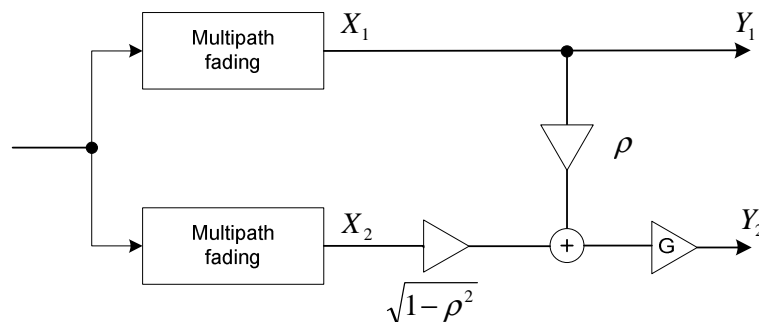 Multipath
fading
X₁
Y₁
ρ
Multipath
fading
X₂
√(1−ρ²)
+
G
Y₂